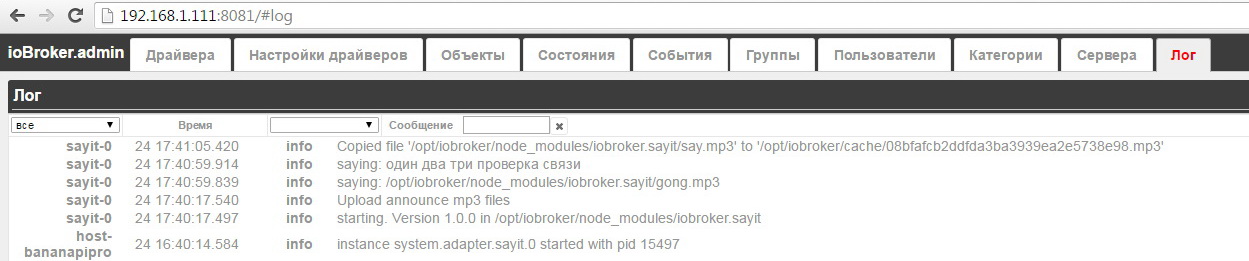 192.168.1.111:8081/#log
ioBroker.admin Драйвера Настройки драйверов Объекты Состояния События Группы Пользователи Категории Сервера Лог
Лог
все Время Сообщение
sayit-0 24 17:41:05.420 info Copied file '/opt/iobroker/node_modules/iobroker.sayit/say.mp3' to '/opt/iobroker/cache/08bfafcb2ddfda3ba3939ea2e5738e98.mp3'
sayit-0 24 17:40:59.914 info saying: один два три проверка связи
sayit-0 24 17:40:59.839 info saying: /opt/iobroker/node_modules/iobroker.sayit/gong.mp3
sayit-0 24 17:40:17.540 info Upload announce mp3 files
sayit-0 24 17:40:17.497 info starting. Version 1.0.0 in /opt/iobroker/node_modules/iobroker.sayit
host-
bananapipro 24 16:40:14.584 info instance system.adapter.sayit.0 started with pid 15497